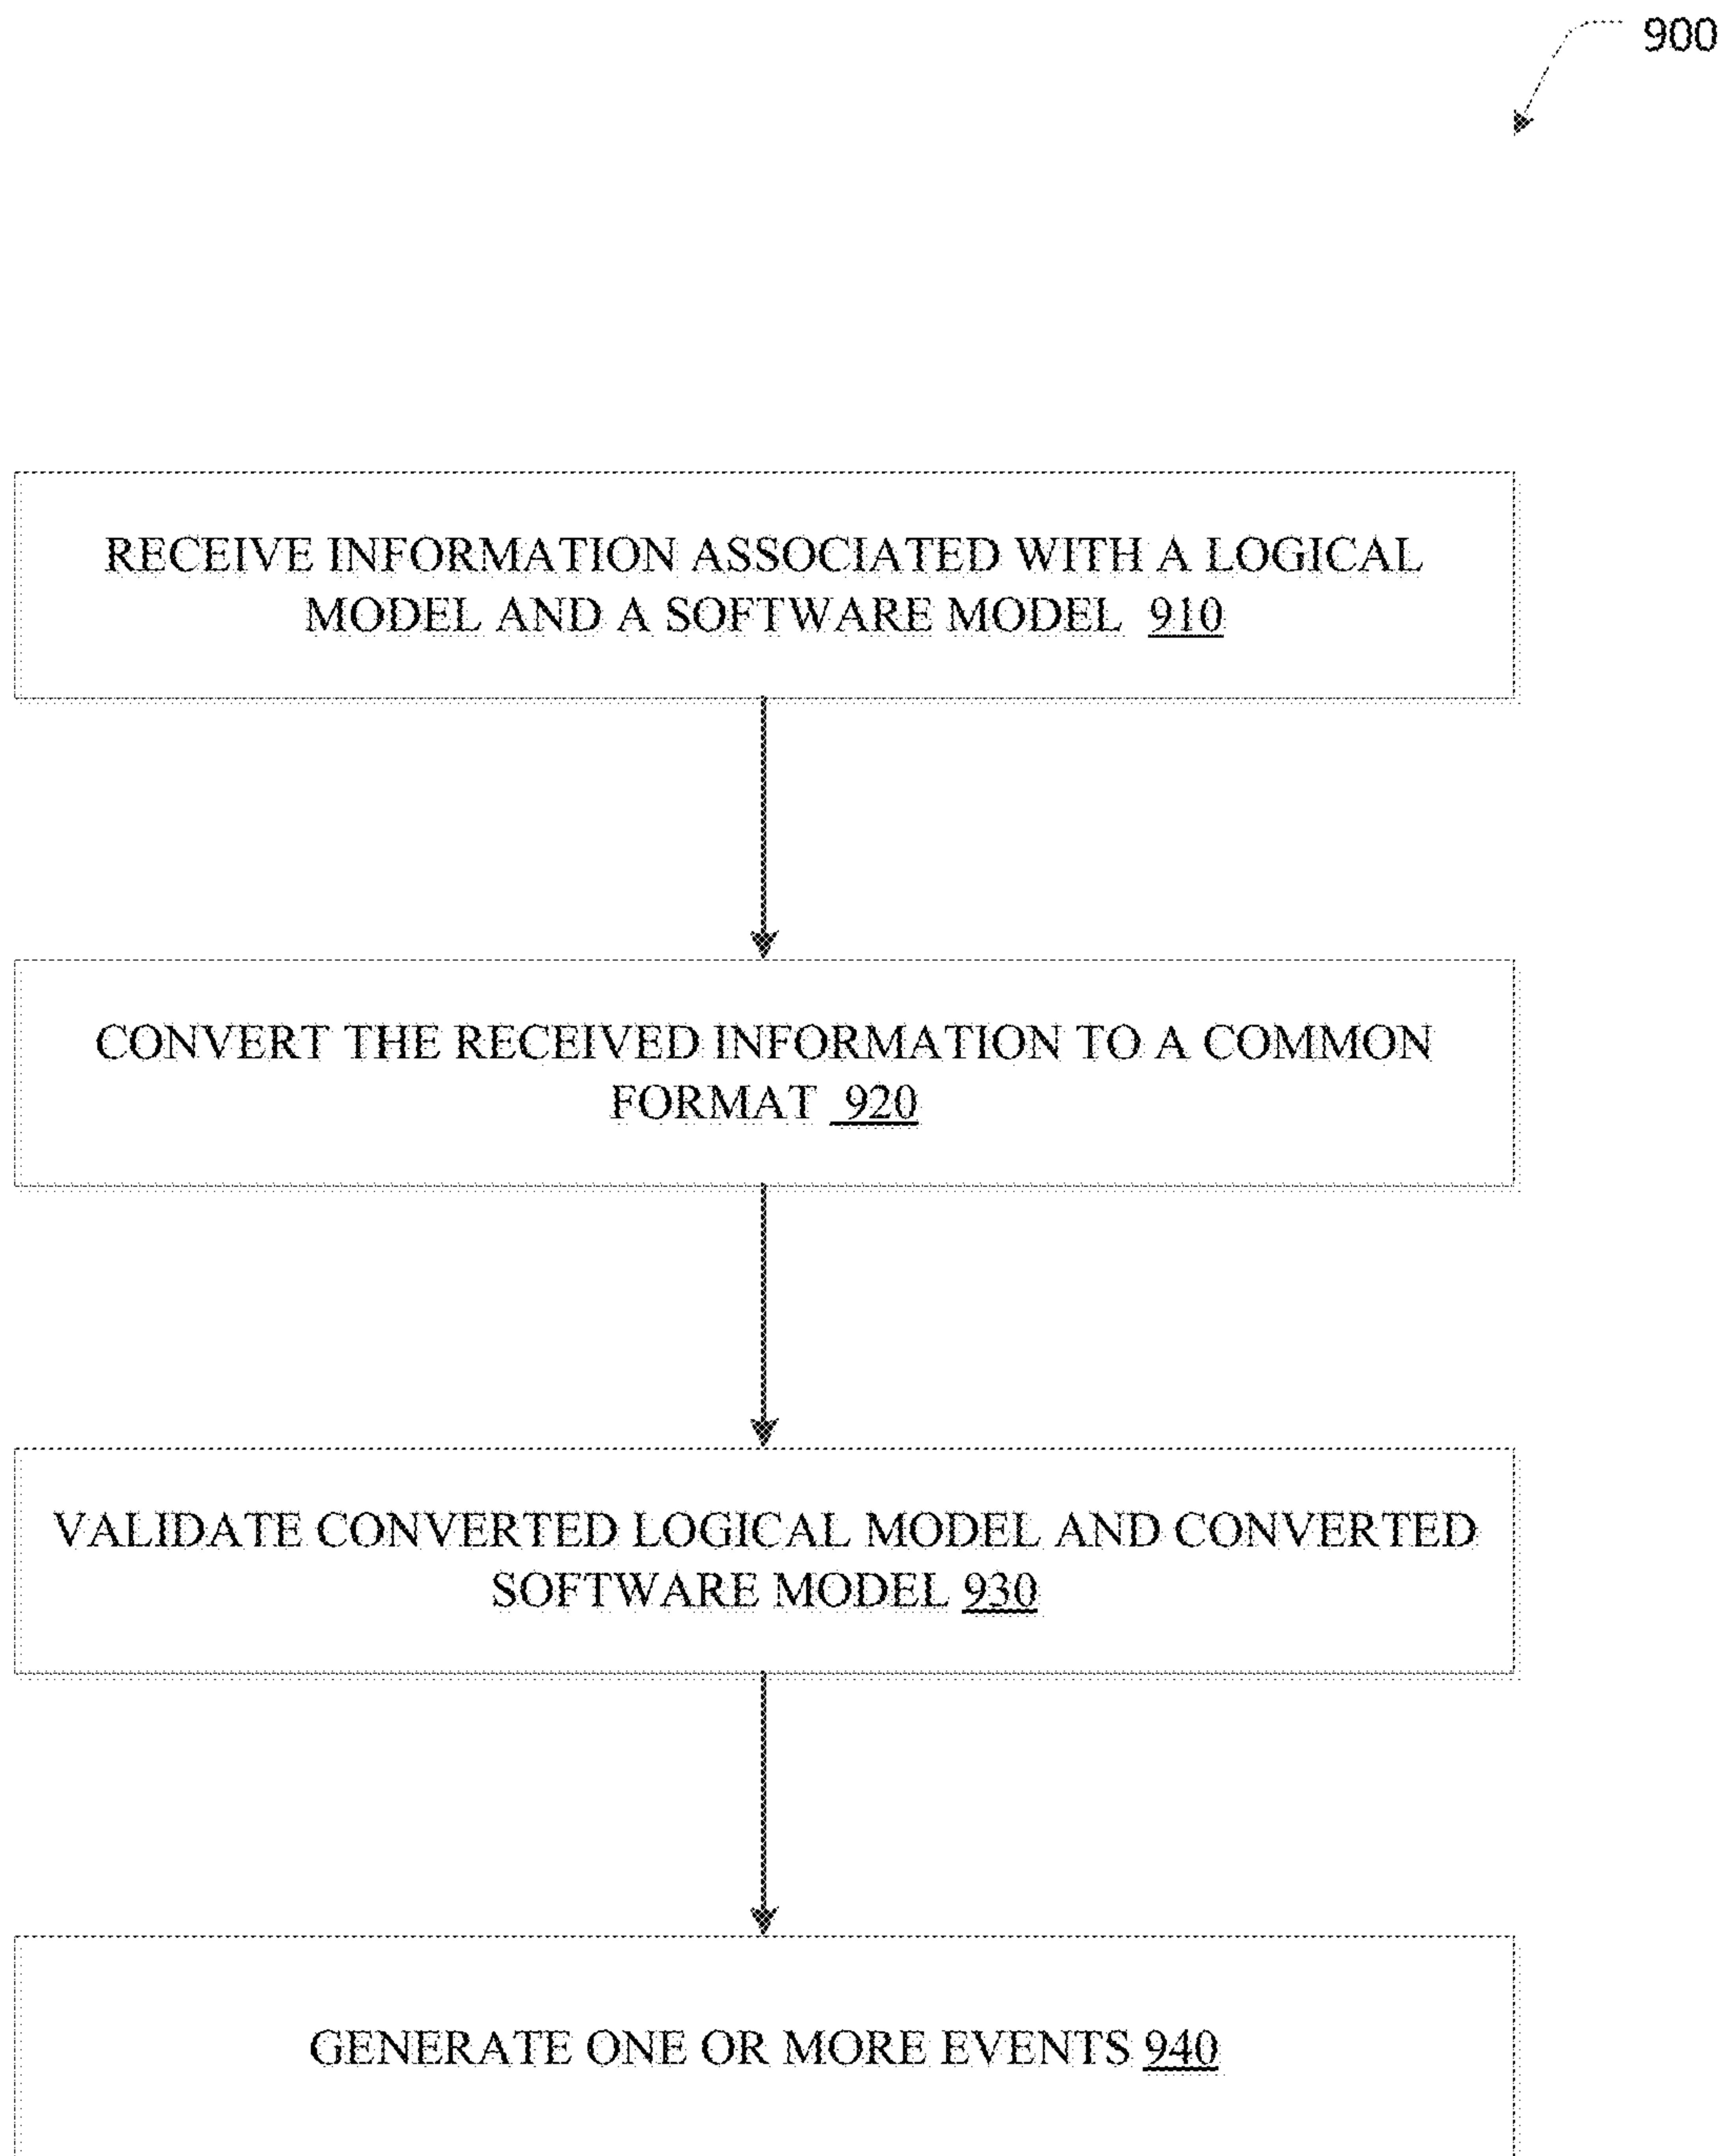 900
RECEIVE INFORMATION ASSOCIATED WITH A LOGICAL
MODEL AND A SOFTWARE MODEL 910
CONVERT THE RECEIVED INFORMATION TO A COMMON
FORMAT 920
VALIDATE CONVERTED LOGICAL MODEL AND CONVERTED
SOFTWARE MODEL 930
GENERATE ONE OR MORE EVENTS 940